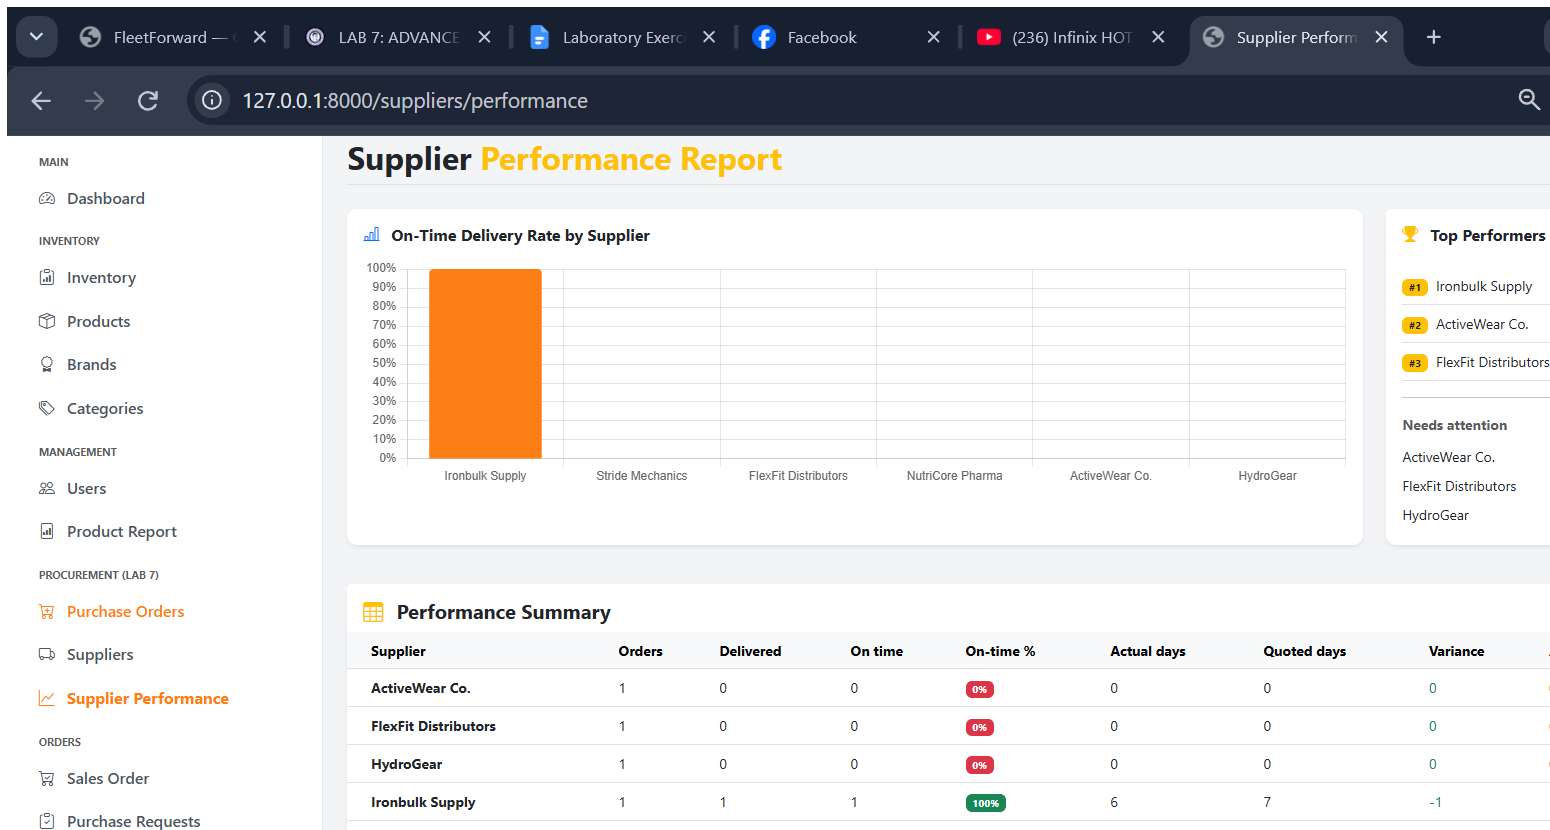 FleetForward —
LAB 7: ADVANCE
Laboratory Exerc
Facebook
(236) Infinix HOT
Supplier Perform
127.0.0.1:8000/suppliers/performance
MAIN
Dashboard
INVENTORY
Inventory
Products
Brands
Categories
MANAGEMENT
Users
Product Report
PROCUREMENT (LAB 7)
Purchase Orders
Suppliers
Supplier Performance
ORDERS
Sales Order
Purchase Requests
Supplier Performance Report
On-Time Delivery Rate by Supplier
100%
90%
80%
70%
60%
50%
40%
30%
20%
10%
0%
Ironbulk Supply Stride Mechanics FlexFit Distributors NutriCore Pharma ActiveWear Co. HydroGear
Top Performers
#1 Ironbulk Supply
#2 ActiveWear Co.
#3 FlexFit Distributors
Needs attention
ActiveWear Co.
FlexFit Distributors
HydroGear
Performance Summary
Supplier Orders Delivered On time On-time % Actual days Quoted days Variance
ActiveWear Co. 1 0 0 0% 0 0 0
FlexFit Distributors 1 0 0 0% 0 0 0
HydroGear 1 0 0 0% 0 0 0
Ironbulk Supply 1 1 1 100% 6 7 -1